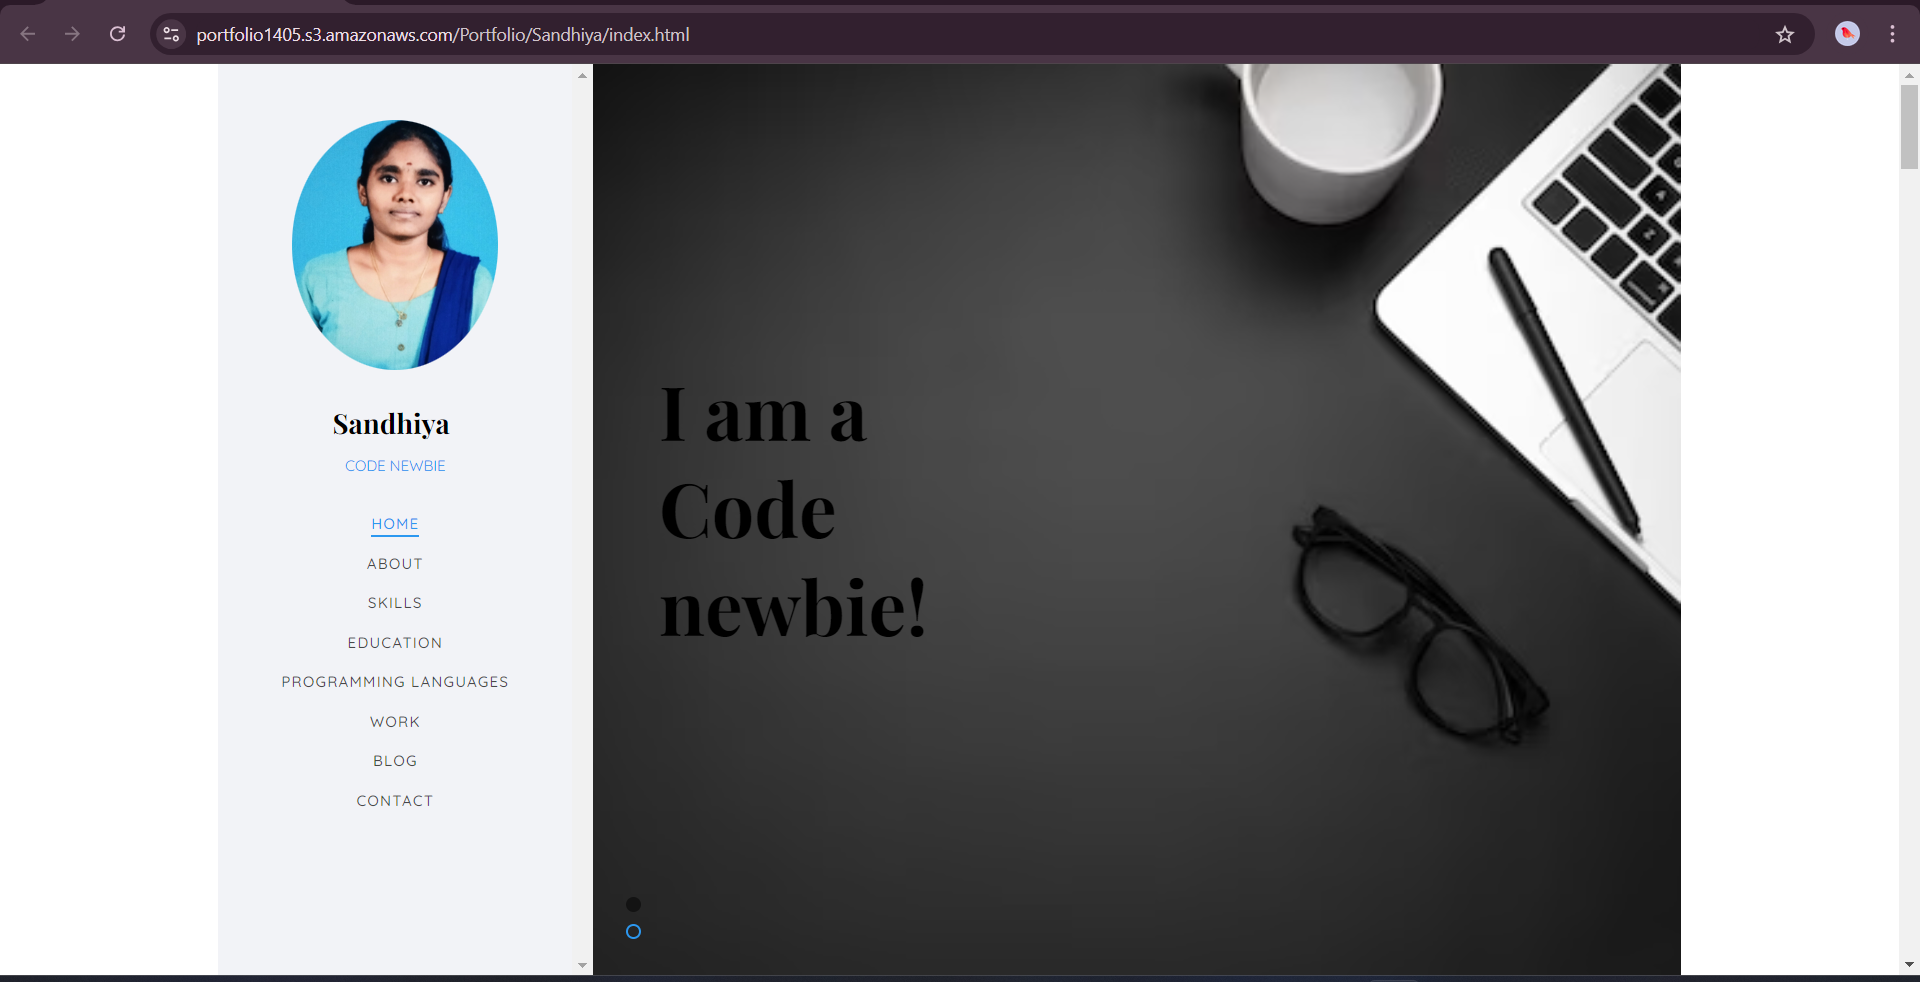 portfolio1405.s3.amazonaws.com/Portfolio/Sandhiya/index.html
Sandhiya
CODE NEWBIE
HOME
ABOUT
SKILLS
EDUCATION
PROGRAMMING LANGUAGES
WORK
BLOG
CONTACT
I am a
Code
newbie!